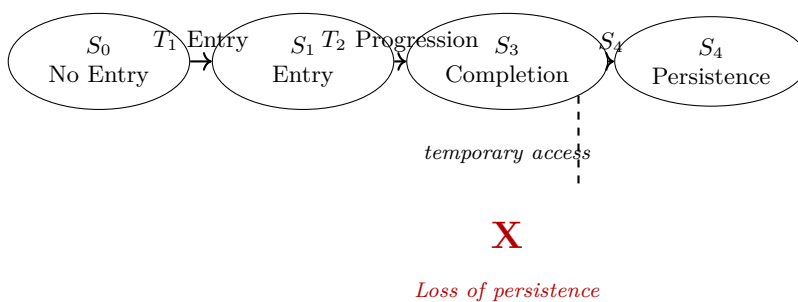 S₀
No Entry
T₁ Entry
S₁
Entry
T₂ Progression
S₃
Completion
S₄
S₄
Persistence
temporary access
X
Loss of persistence